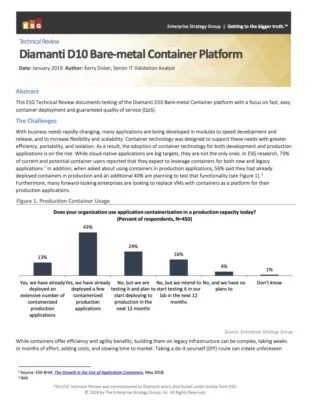 ESG
Enterprise Strategy Group | Getting to the bigger truth.™
Technical Review
Diamanti D10 Bare-metal Container Platform
Date: January 2019 Author: Kerry Dolan, Senior IT Validation Analyst
Abstract
This ESG Technical Review documents testing of the Diamanti D10 Bare-metal Container platform with a focus on fast, easy
container deployment and guaranteed quality of service (QoS).
The Challenges
With business needs rapidly changing, many applications are being developed in modules to speed development and
release, and to increase flexibility and scalability. Container technology was designed to support these needs with greater
efficiency, portability, and isolation. As a result, the adoption of container technology for both development and production
applications is on the rise. While cloud-native applications are big targets, they are not the only ones. In ESG research, 73%
of current and potential container users reported that they expect to leverage containers for both new and legacy
applications.¹ In addition, when asked about using containers in production applications, 56% said they had already
deployed containers in production and an additional 40% are planning to test that functionality (see Figure 1).²
Furthermore, many forward-looking enterprises are looking to replace VMs with containers as a platform for their
production applications
Figure 1. Production Container Usage
Does your organization use application containerization in a production capacity today?
(Percent of respondents, N=450)
13%
43%
24%
16%
4%
1%
Yes, we have already deployed an extensive number of containerized production applications
Yes, we have already deployed a few containerized production applications
No, but we are testing it and plan to start deploying to production in the next 12 months
No, but we intend to start testing it in our lab in the next 12 months
No, and we have no plans to
Don't know
Source: Enterprise Strategy Group
While containers offer efficiency and agility benefits, building them on legacy infrastructure can be complex, taking weeks
or months of effort, adding costs, and slowing time to market. Taking a do-it-yourself (DIY) route can create unforeseen
¹ Source: ESG Brief, The Growth in the Use of Application Containers, May 2018.
² Ibid.
This ESG Technical Review was commissioned by Diamanti and is distributed under license from ESG.
© 2018 by The Enterprise Strategy Group, Inc. All Rights Reserved.